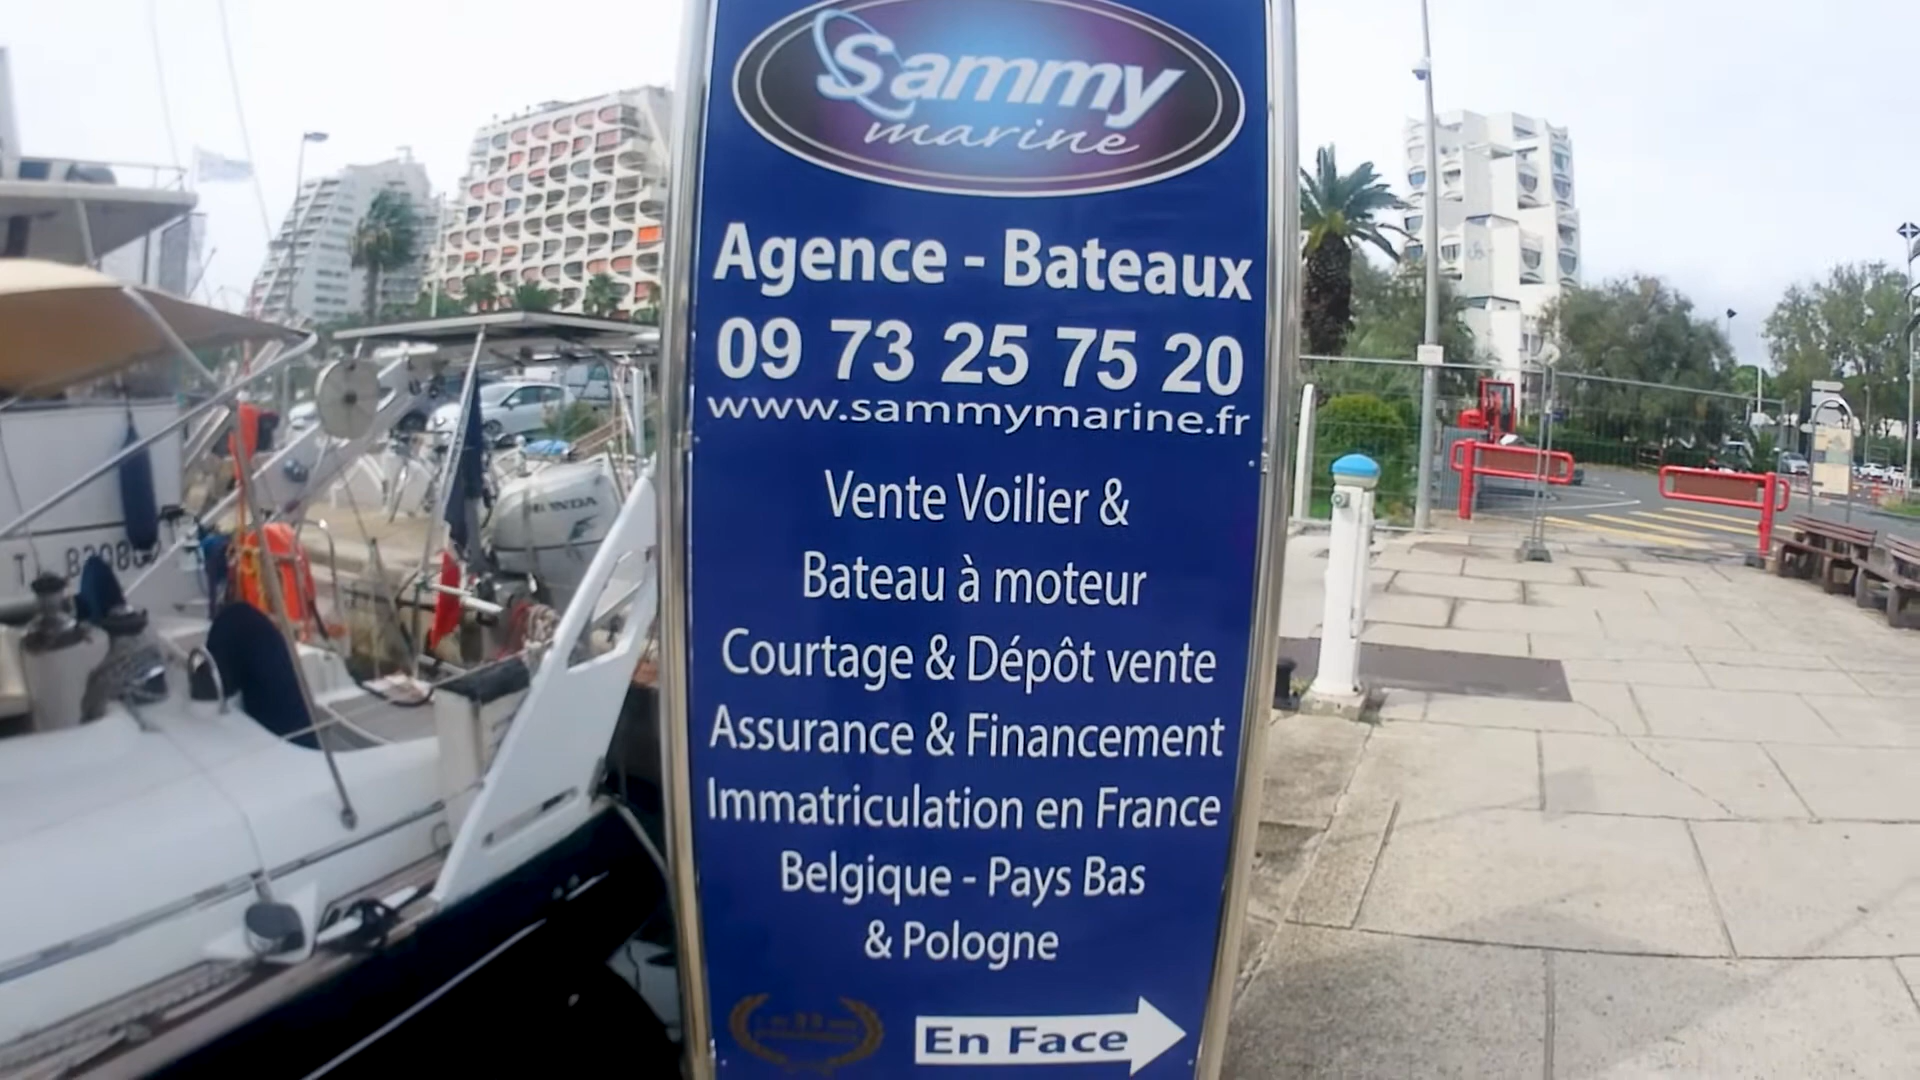 Sammy
marine
Agence - Bateaux
09 73 25 75 20
www.sammymarine.fr
Vente Voilier &
Bateau à moteur
Courtage & Dépôt vente
Assurance & Financement
Immatriculation en France
Belgique - Pays Bas
& Pologne
En Face
HONDA